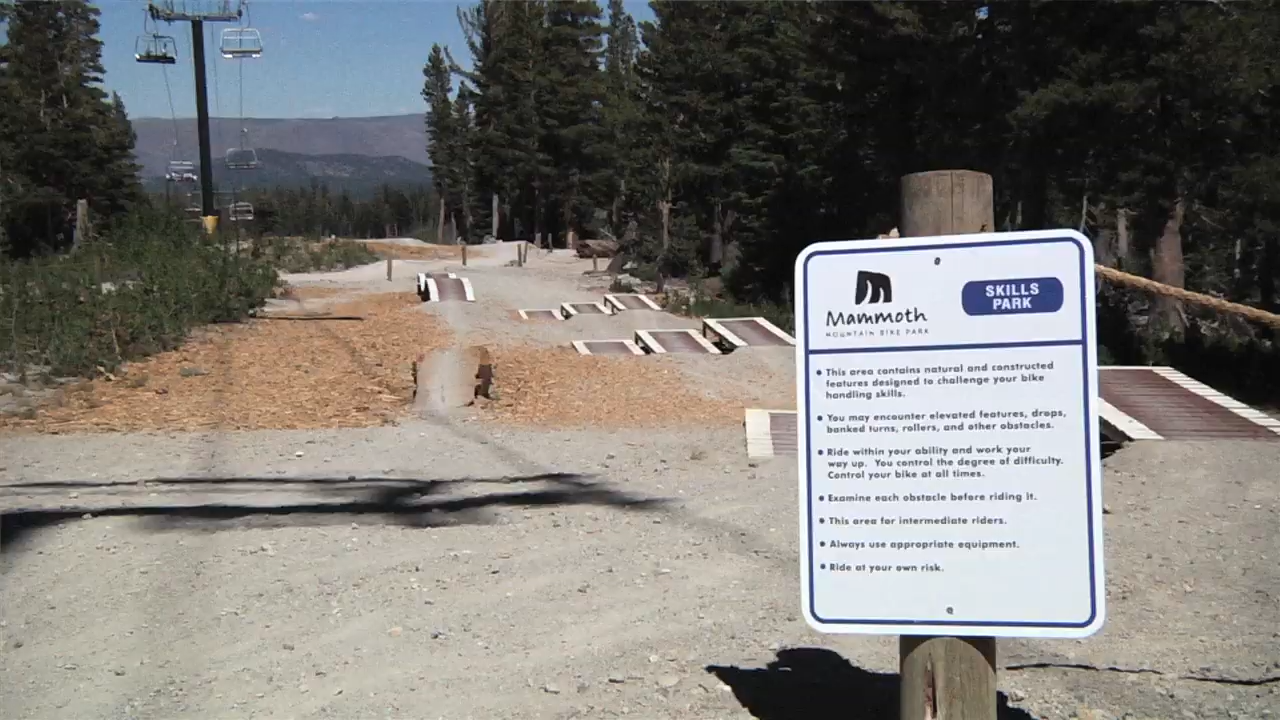 Mammoth
MOUNTAIN BIKE PARK
SKILLS
PARK
• This area contains natural and constructed
features designed to challenge your bike
handling skills.
• You may encounter elevated features, drops,
banked turns, rollers, and other obstacles.
• Ride within your ability and work your
way up. You control the degree of difficulty.
Control your bike at all times.
• Examine each obstacle before riding it.
• This area for intermediate riders.
• Always use appropriate equipment.
• Ride at your own risk.